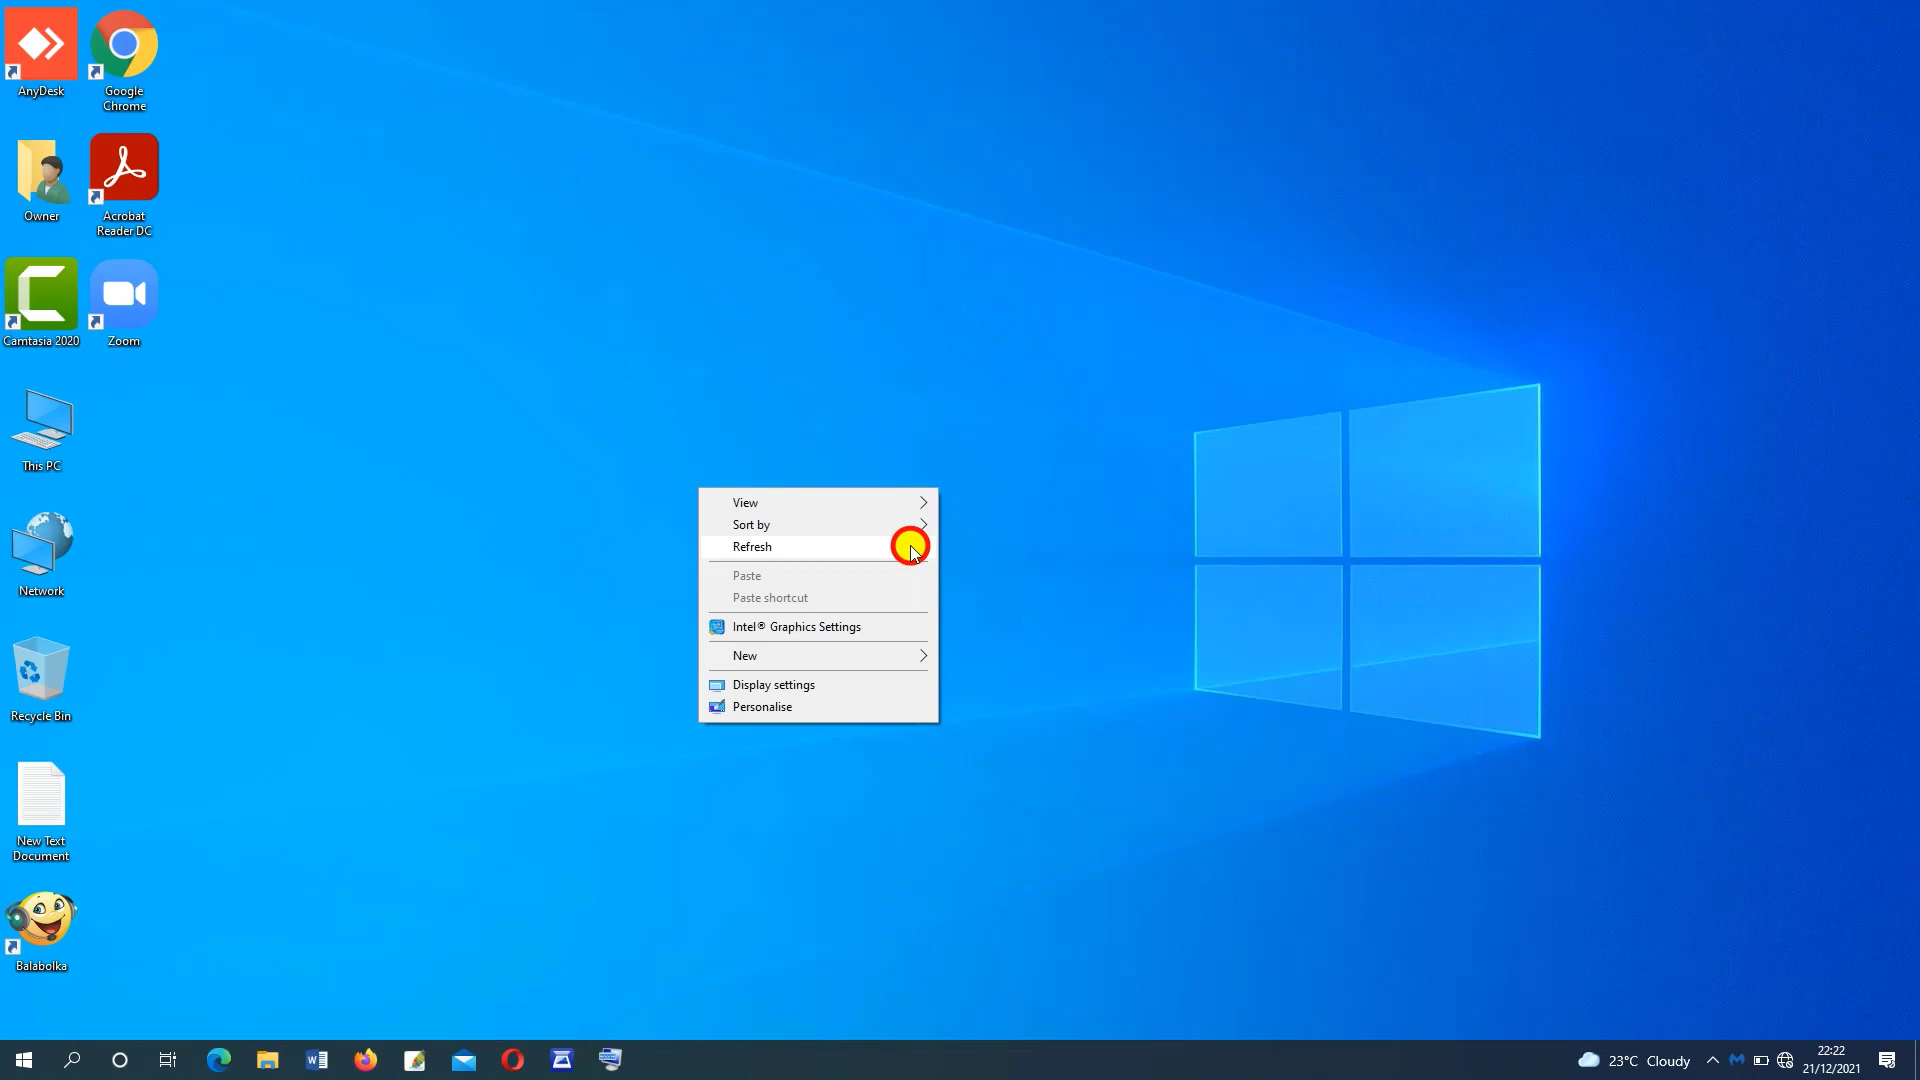 AnyDesk
Google
Chrome
Owner
Acrobat
Reader DC
Camtasia 2020
Zoom
This PC
Network
Recycle Bin
New Text
Document
Balabolka
View
Sort by
Refresh
Paste
Paste shortcut
Intel® Graphics Settings
New
Display settings
Personalise
23°C Cloudy
22:22
21/12/2021